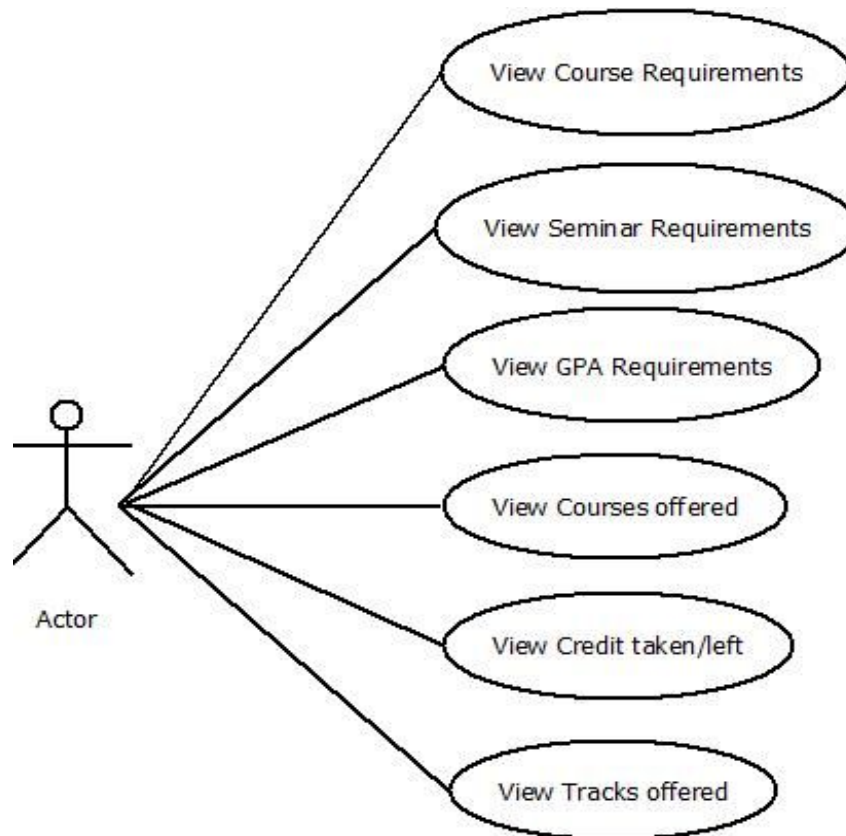 View Course Requirements
View Seminar Requirements
View GPA Requirements
View Courses offered
Actor
View Credit taken/left
View Tracks offered